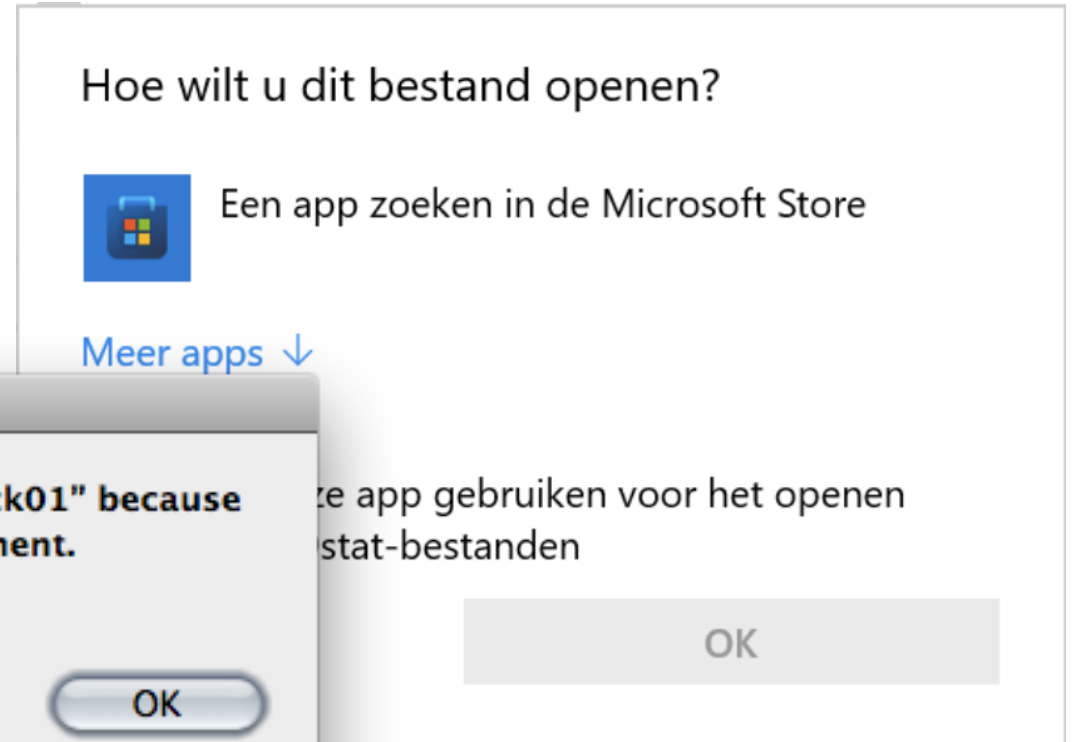 Hoe wilt u dit bestand openen?
Een app zoeken in de Microsoft Store
Meer apps ↓
ze app gebruiken voor het openen
stat-bestanden
OK
k01" because
ent.
OK